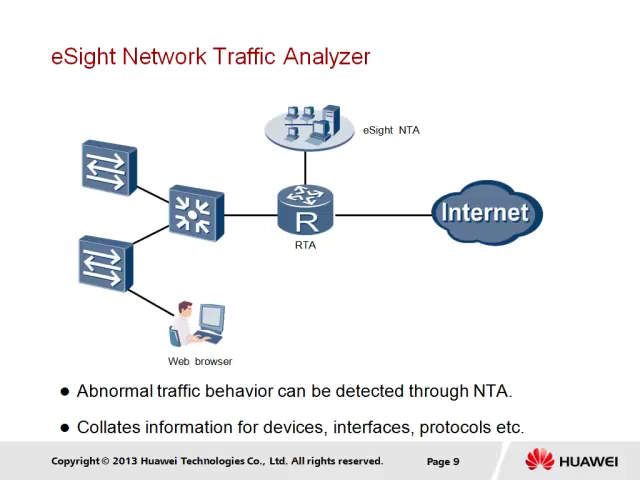 eSight Network Traffic Analyzer
eSight NTA
Internet
R
RTA
Web browser
● Abnormal traffic behavior can be detected through NTA.
● Collates information for devices, interfaces, protocols etc.
Copyright © 2013 Huawei Technologies Co., Ltd. All rights reserved.
Page 9
HUAWEI